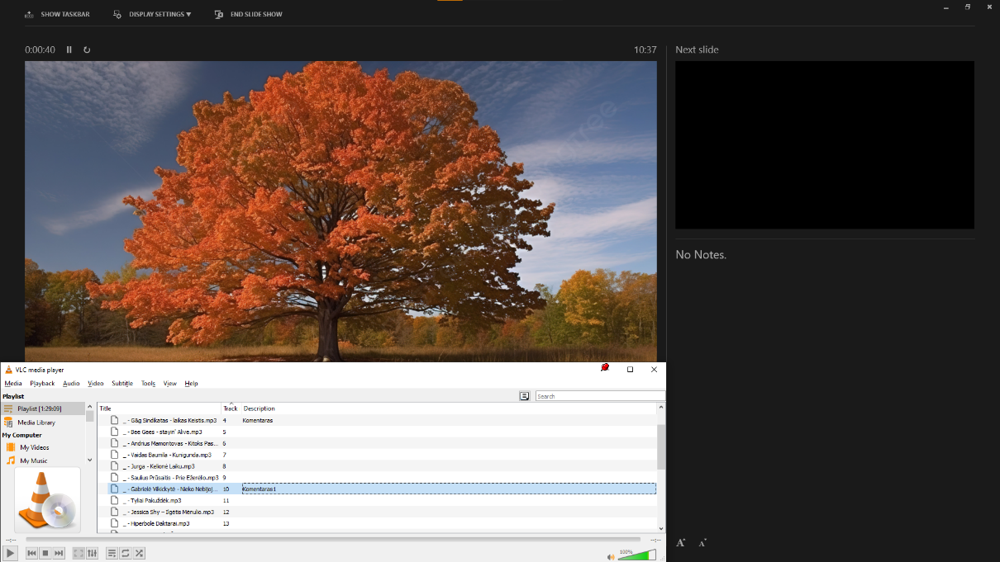 SHOW TASKBAR
DISPLAY SETTINGS ▼
END SLIDE SHOW
0:00:40
10:37
Next slide
No Notes.
VLC media player
Media Playback Audio Video Subtitle Tools View Help
Playlist
Search
Playlist [1:29:09]
Media Library
My Computer
My Videos
My Music
Title Track Description
_ - G&g Sindikatas - laikas Keistis.mp3 4 Komentaras
_ - Bee Gees - stayin' Alive.mp3 5
_ - Andrius Mamontovas - Kitoks Pas... 6
_ - Vaidas Baumila - Kunigunda.mp3 7
_ - Jurga - Kelionė Laiku.mp3 8
_ - Saulius Prūsaitis - Prie Ežerėlio.mp3 9
_ - Gabrielė Vilkickytė - Nieko Nebijoj... 10 Komentaras1
_ - Tyliai Pakuždėk.mp3 11
_ - Jessica Shy – Ilgėtis Mėnulio.mp3 12
_ - Hiperbolė Daktarai.mp3 13
--:-- --:--
100%
A A